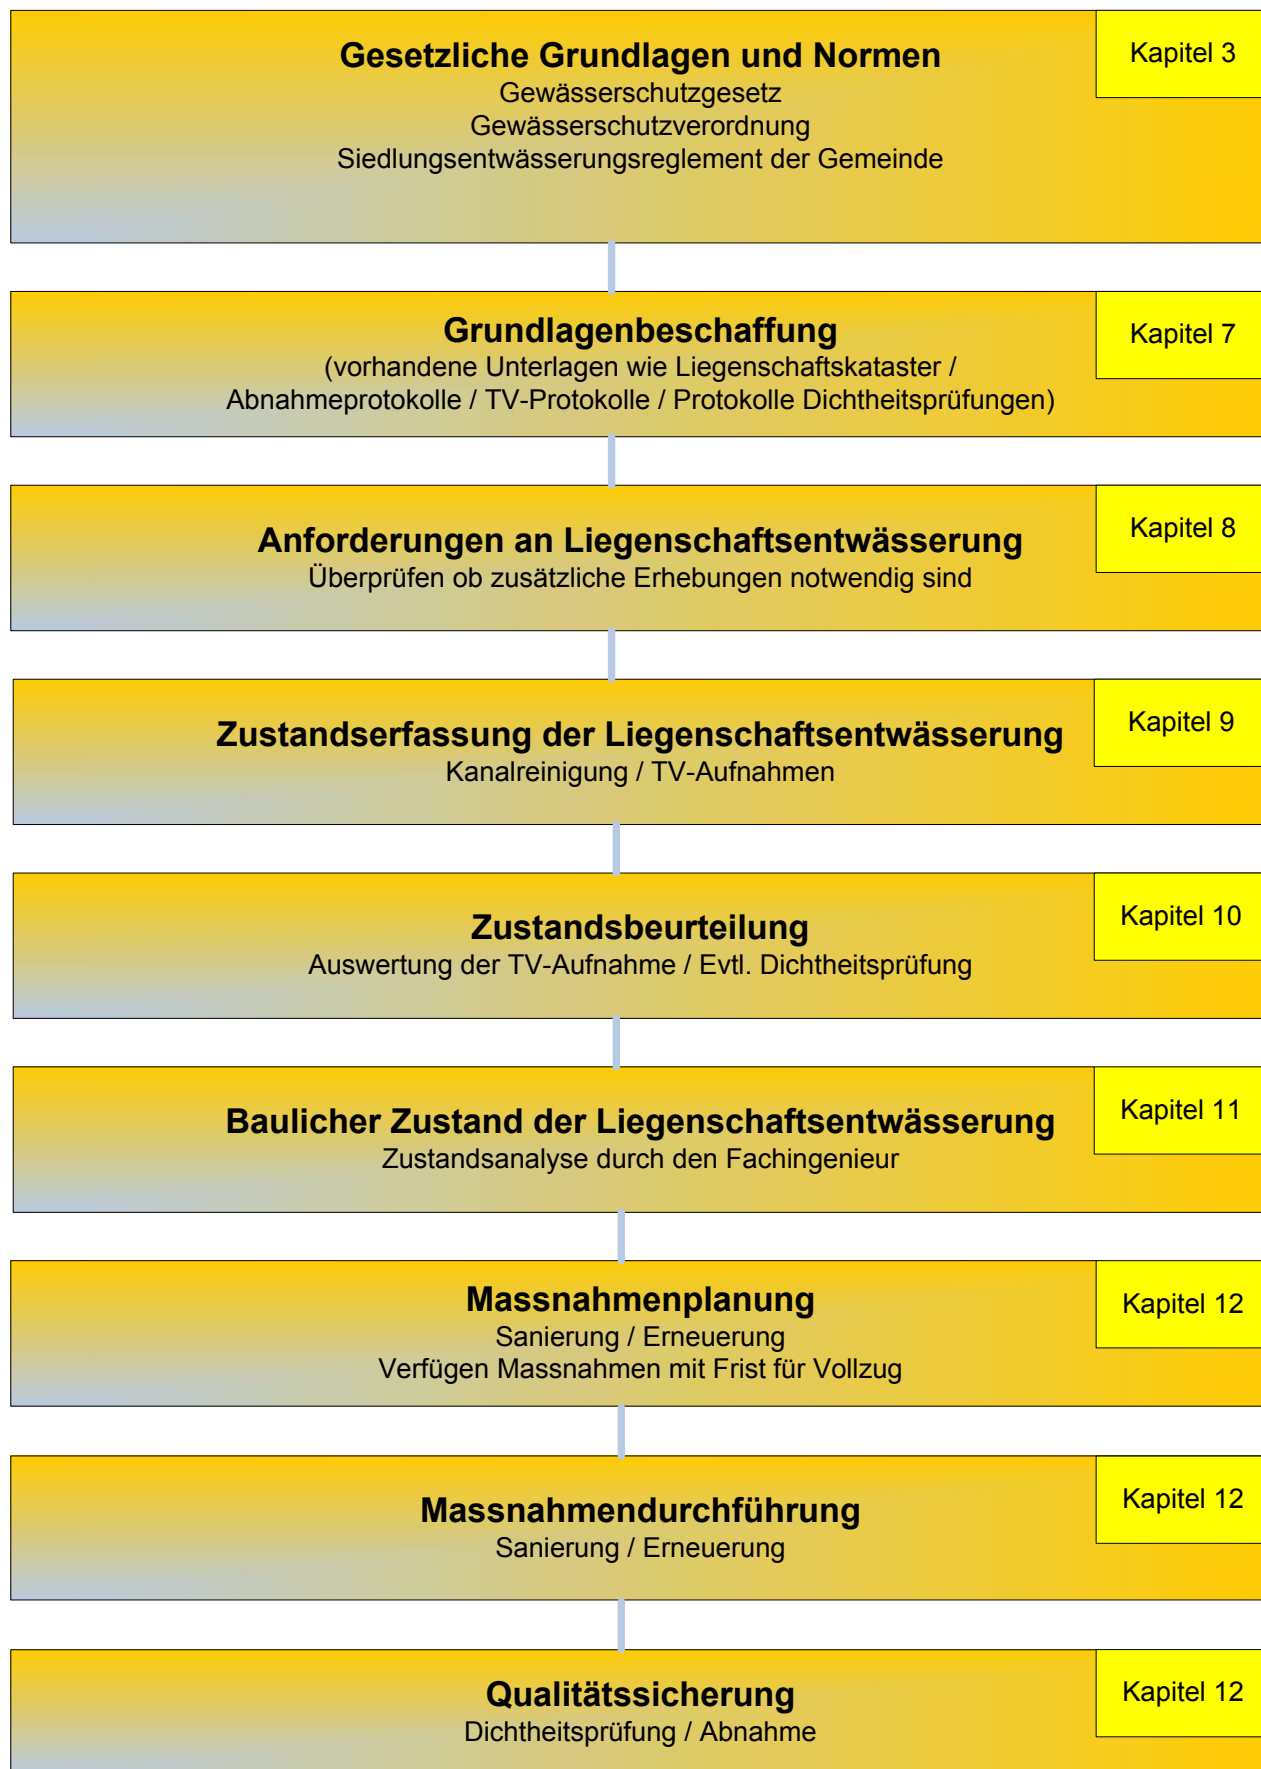 Gesetzliche Grundlagen und Normen
Kapitel 3
Gewässerschutzgesetz
Gewässerschutzverordnung
Siedlungsentwässerungsreglement der Gemeinde
Grundlagenbeschaffung
Kapitel 7
(vorhandene Unterlagen wie Liegenschaftskataster /
Abnahmeprotokolle / TV-Protokolle / Protokolle Dichtheitsprüfungen)
Anforderungen an Liegenschaftsentwässerung
Kapitel 8
Überprüfen ob zusätzliche Erhebungen notwendig sind
Zustandserfassung der Liegenschaftsentwässerung
Kapitel 9
Kanalreinigung / TV-Aufnahmen
Zustandsbeurteilung
Kapitel 10
Auswertung der TV-Aufnahme / Evtl. Dichtheitsprüfung
Baulicher Zustand der Liegenschaftsentwässerung
Kapitel 11
Zustandsanalyse durch den Fachingenieur
Massnahmenplanung
Kapitel 12
Sanierung / Erneuerung
Verfügen Massnahmen mit Frist für Vollzug
Massnahmendurchführung
Kapitel 12
Sanierung / Erneuerung
Qualitätssicherung
Kapitel 12
Dichtheitsprüfung / Abnahme